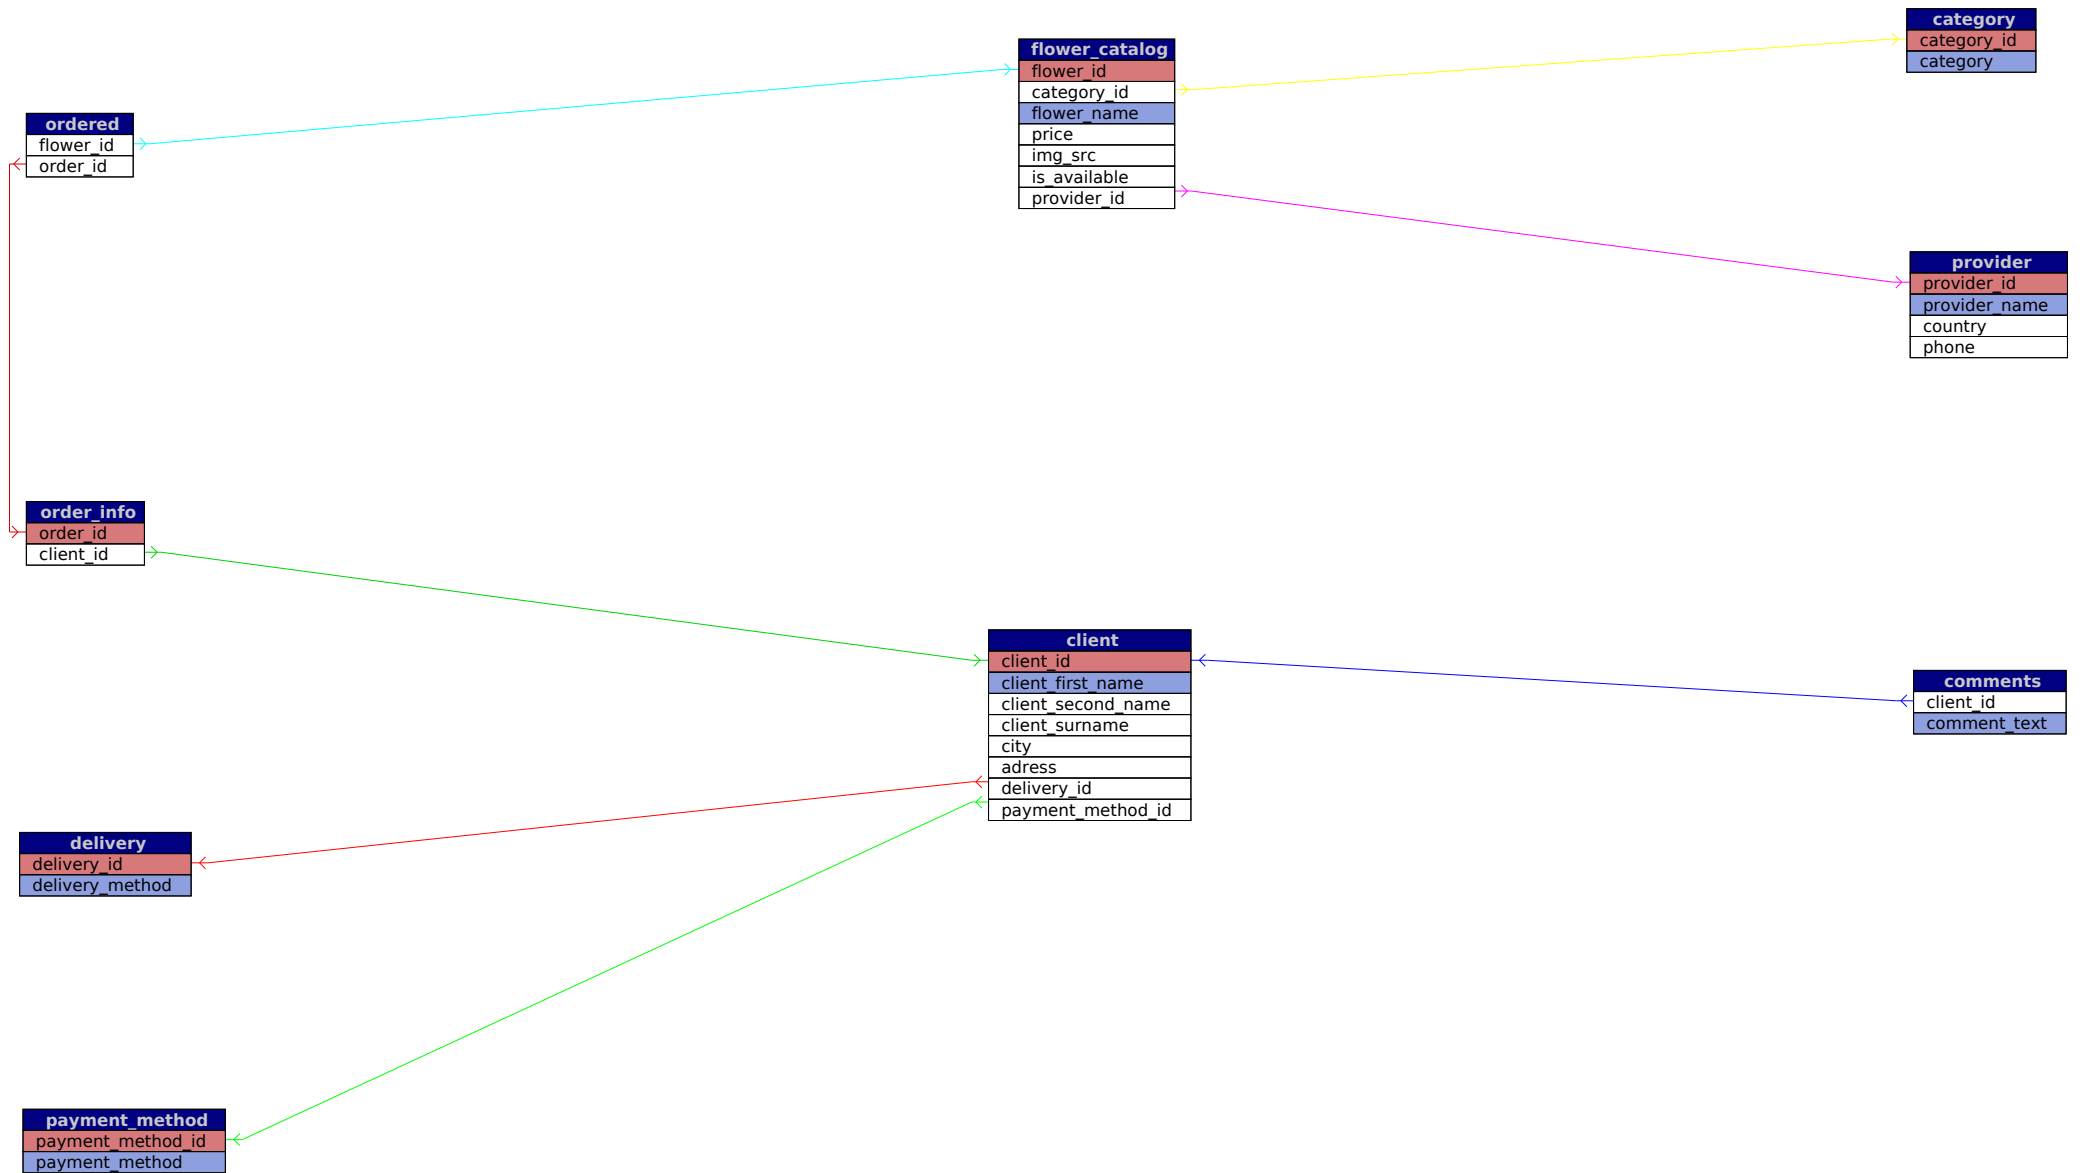 category
category_id
category
flower_catalog
flower_id
category_id
flower_name
price
img_src
is_available
provider_id
ordered
flower_id
order_id
provider
provider_id
provider_name
country
phone
order_info
order_id
client_id
client
client_id
client_first_name
client_second_name
client_surname
city
adress
delivery_id
payment_method_id
comments
client_id
comment_text
delivery
delivery_id
delivery_method
payment_method
payment_method_id
payment_method